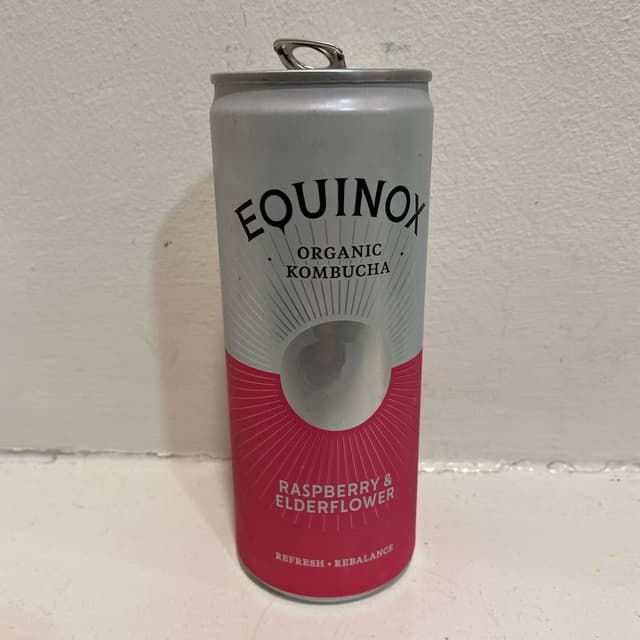 EQUINOX
· ORGANIC ·
KOMBUCHA
RASPBERRY &
ELDERFLOWER
REFRESH • REBALANCE